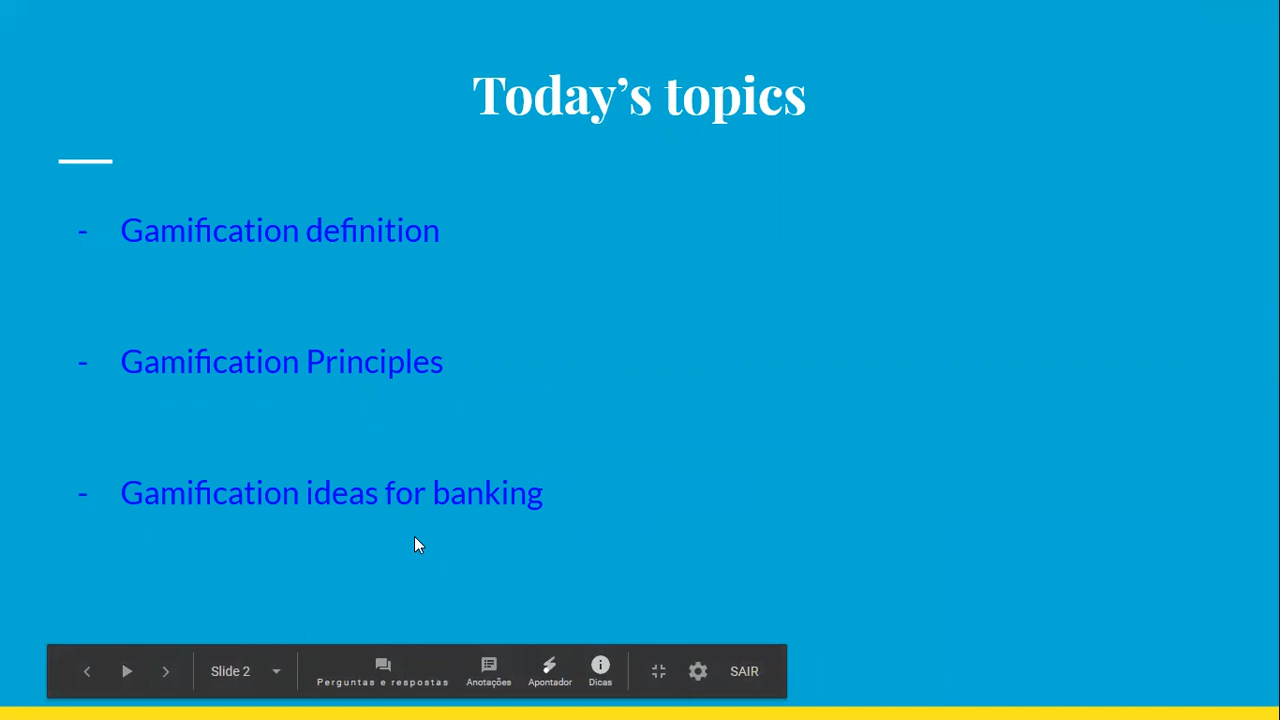 Today’s topics
- Gamification definition
- Gamification Principles
- Gamification ideas for banking
Slide 2
Perguntas e respostas
Anotações
Apontador
Dicas
SAIR